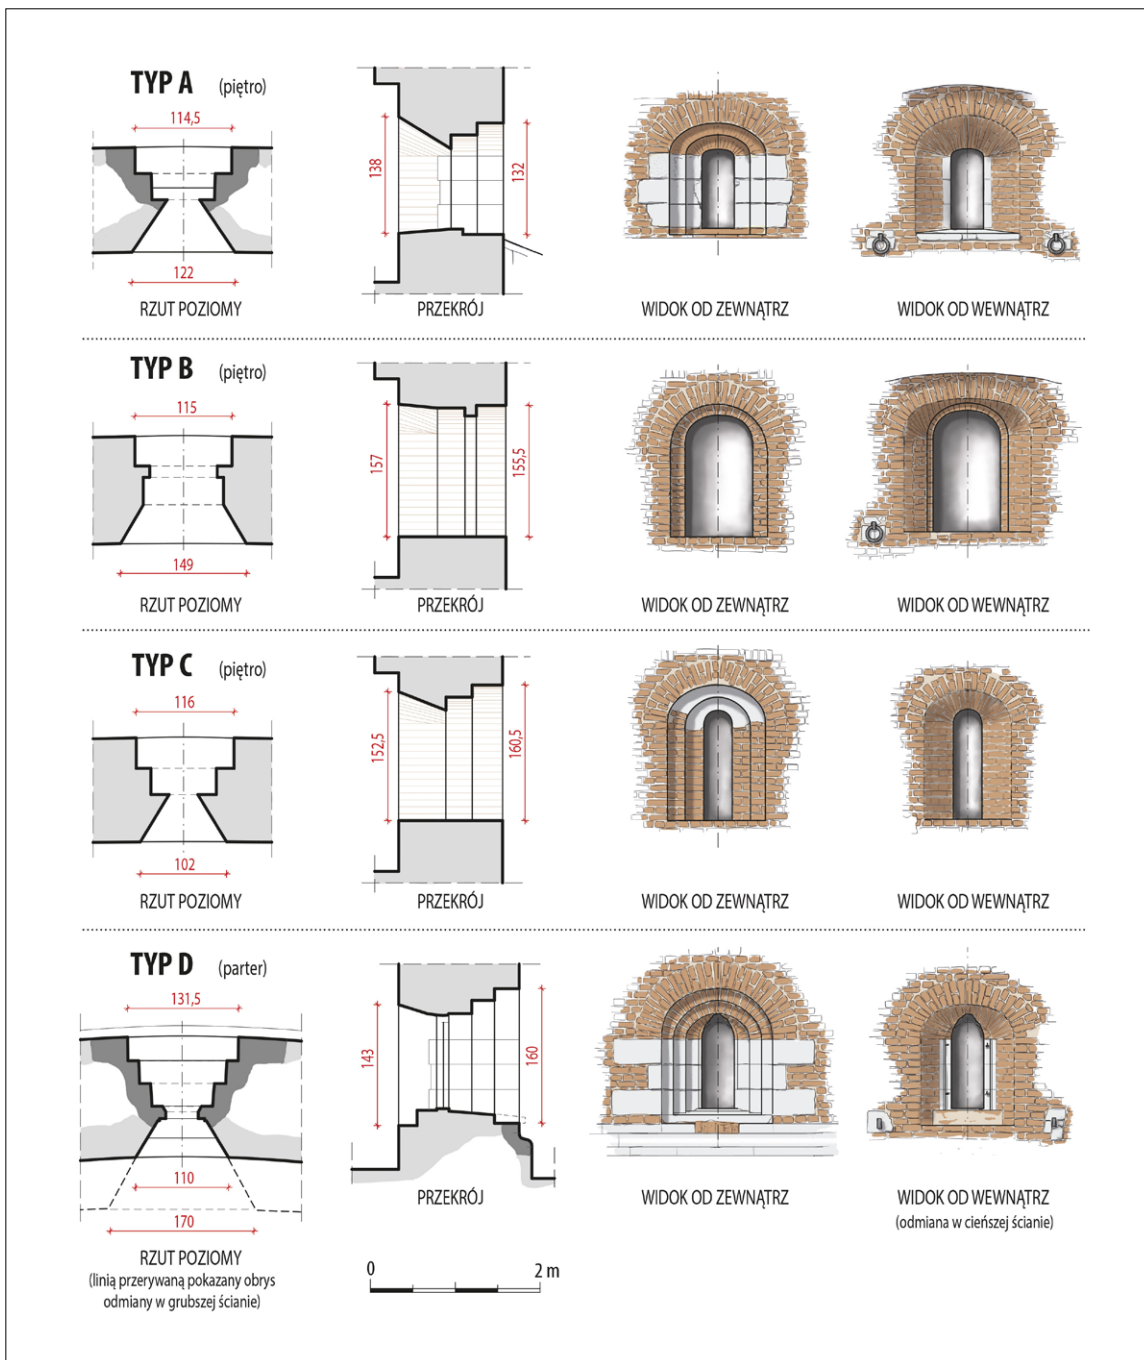 TYP A (piętro)
114,5
122
138
132
RZUT POZIOMY
PRZEKRÓJ
WIDOK OD ZEWNĄTRZ
WIDOK OD WEWNĄTRZ
TYP B (piętro)
115
149
157
155,5
RZUT POZIOMY
PRZEKRÓJ
WIDOK OD ZEWNĄTRZ
WIDOK OD WEWNĄTRZ
TYP C (piętro)
116
102
152,5
160,5
RZUT POZIOMY
PRZEKRÓJ
WIDOK OD ZEWNĄTRZ
WIDOK OD WEWNĄTRZ
TYP D (parter)
131,5
110
170
143
160
RZUT POZIOMY
(linią przerywaną pokazany obrys
odmiany w grubszej ścianie)
PRZEKRÓJ
WIDOK OD ZEWNĄTRZ
WIDOK OD WEWNĄTRZ
(odmiana w cieńszej ścianie)
0 2 m